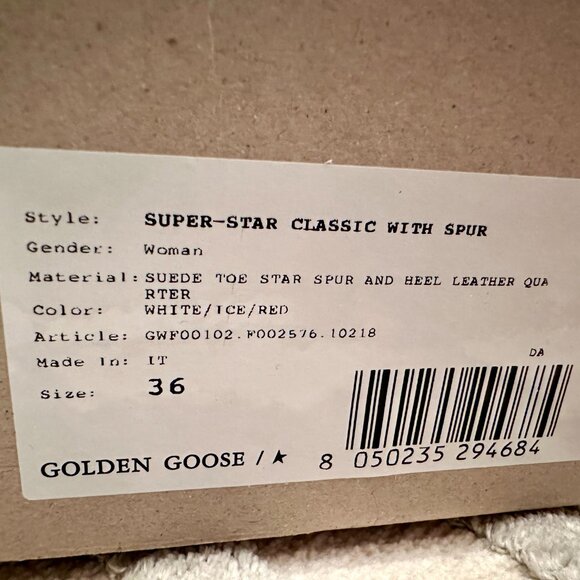 Style: SUPER-STAR CLASSIC WITH SPUR
Gender: Woman
Material: SUEDE TOE STAR SPUR AND HEEL LEATHER QUA
RTER
Color: WHITE/ICE/RED
Article: GWF00102.F002576.10218
Made In: IT
DA
Size: 36
GOLDEN GOOSE / ★
8 050235 294684